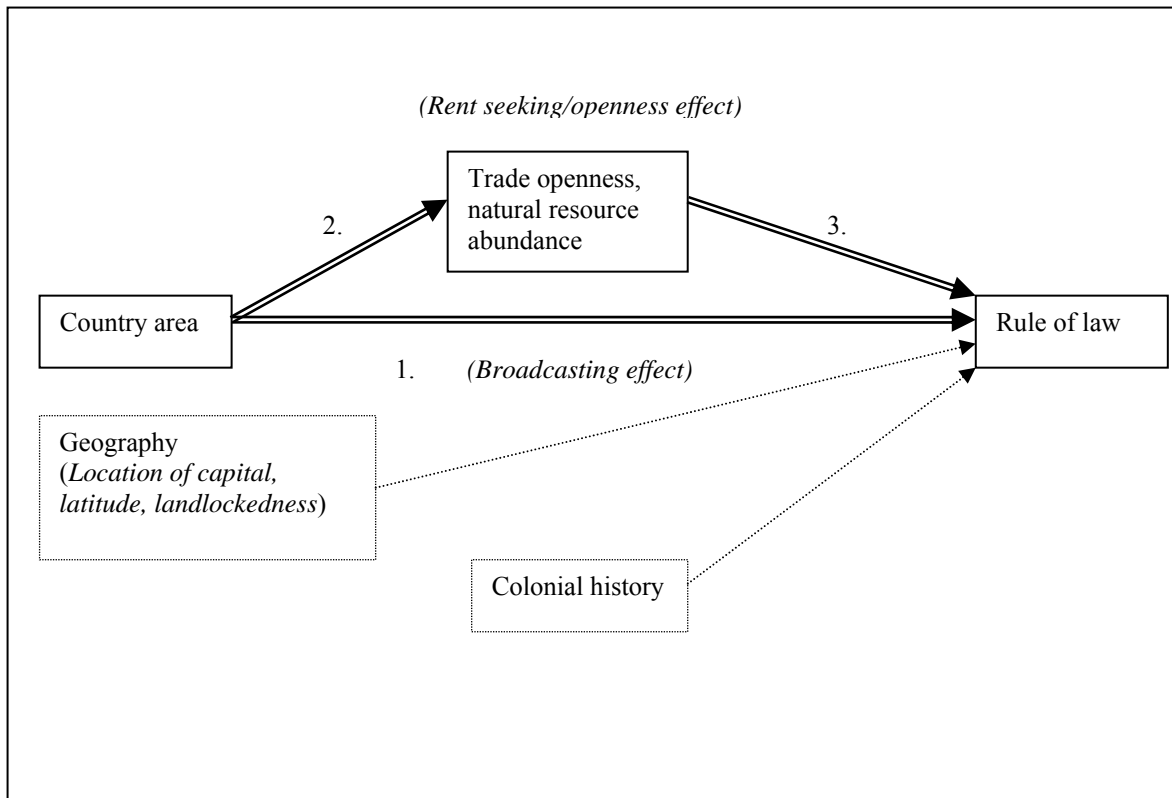 (Rent seeking/openness effect)
Trade openness,
natural resource
abundance
2.
3.
Country area
Rule of law
1.
(Broadcasting effect)
Geography
(Location of capital,
latitude, landlockedness)
Colonial history